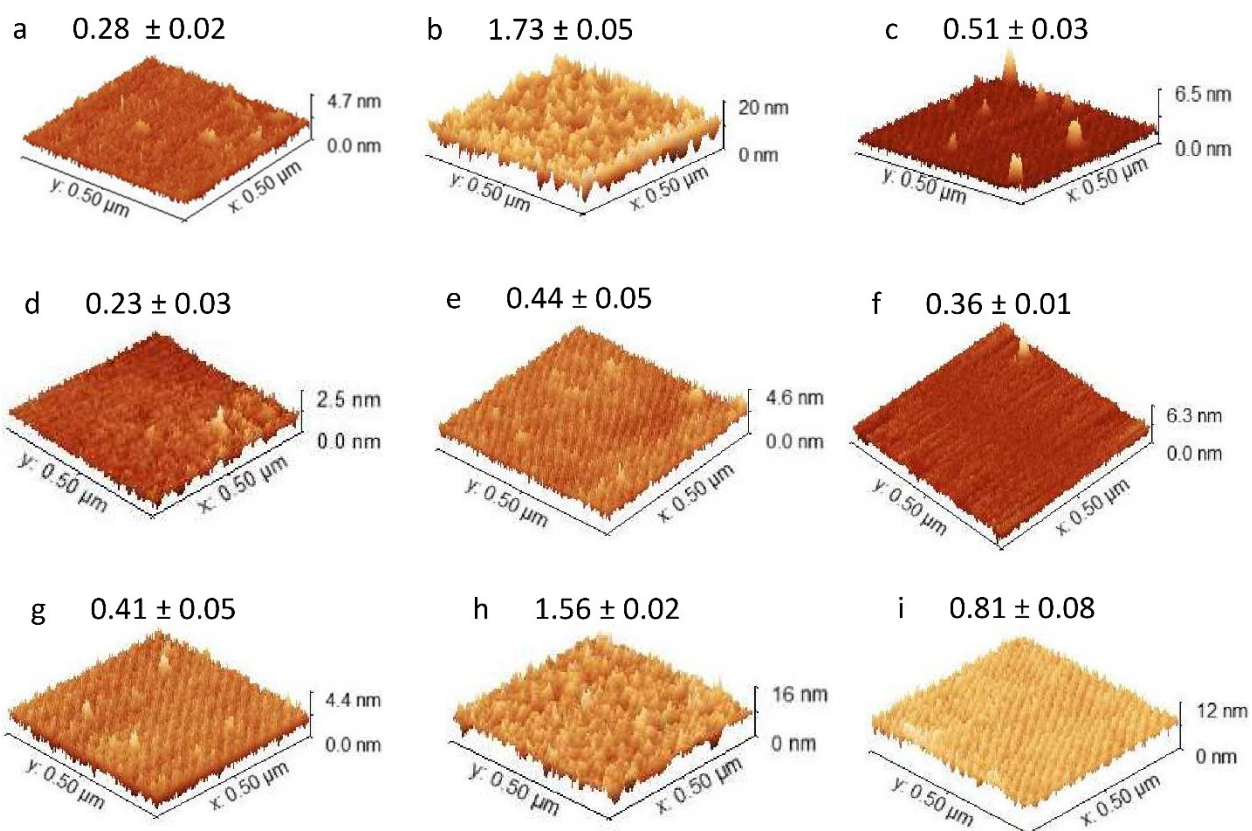 a 0.28 ± 0.02
4.7 nm
0.0 nm
y: 0.50 µm
x: 0.50 µm
b 1.73 ± 0.05
20 nm
0 nm
y: 0.50 µm
x: 0.50 µm
c 0.51 ± 0.03
6.5 nm
0.0 nm
y: 0.50 µm
x: 0.50 µm
d 0.23 ± 0.03
2.5 nm
0.0 nm
y: 0.50 µm
x: 0.50 µm
e 0.44 ± 0.05
4.6 nm
0.0 nm
y: 0.50 µm
x: 0.50 µm
f 0.36 ± 0.01
6.3 nm
0.0 nm
y: 0.50 µm
x: 0.50 µm
g 0.41 ± 0.05
4.4 nm
0.0 nm
y: 0.50 µm
x: 0.50 µm
h 1.56 ± 0.02
16 nm
0 nm
y: 0.50 µm
x: 0.50 µm
i 0.81 ± 0.08
12 nm
0 nm
y: 0.50 µm
x: 0.50 µm